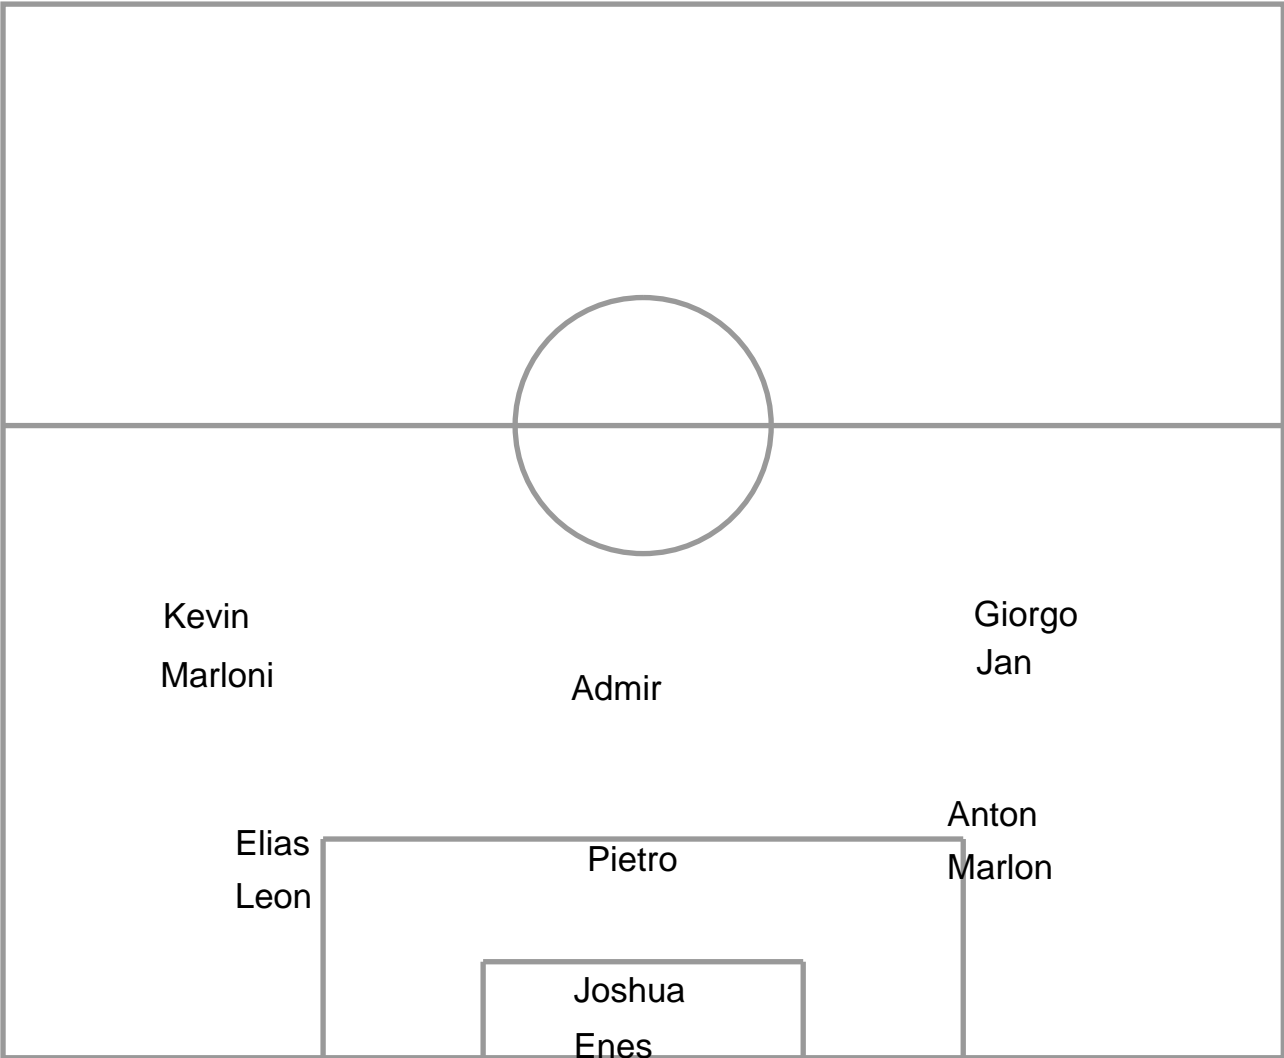 Kevin
Giorgo
Marloni
Jan
Admir
Anton
Elias
Pietro
Marlon
Leon
Joshua
Enes